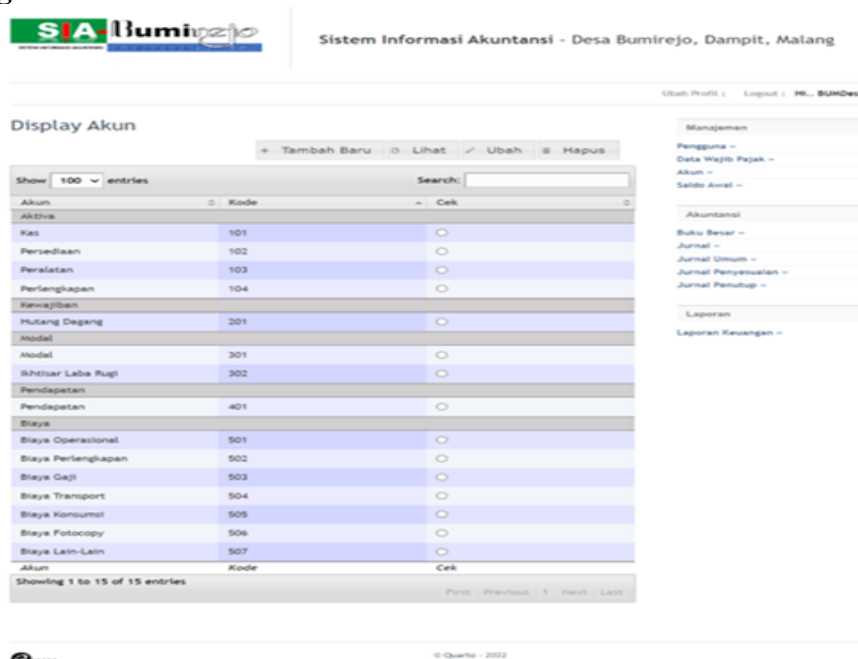 SIA-Bumirejo
Sistem Informasi Akuntansi - Desa Bumirejo, Dampit, Malang
Ubah Profil | Logout | Hi... BUMDes
Display Akun
Tambah Baru Lihat Ubah Hapus
Show 100 entries Search:
Akun Kode Cek
Aktiva
Kas 101
Persediaan 102
Peralatan 103
Perlengkapan 104
Kewajiban
Hutang Dagang 201
Modal
Modal 301
Ikhtisar Laba Rugi 302
Pendapatan
Pendapatan 401
Biaya
Biaya Operasional 501
Biaya Perlengkapan 502
Biaya Gaji 503
Biaya Transport 504
Biaya Konsumsi 505
Biaya Fotocopy 506
Biaya Lain-Lain 507
Akun Kode Cek
Showing 1 to 15 of 15 entries
First Previous 1 Next Last
Manajemen
Pengguna ~
Data Wajib Pajak ~
Akun ~
Saldo Awal ~
Akuntansi
Buku Besar ~
Jurnal ~
Jurnal Umum ~
Jurnal Penyesuaian ~
Jurnal Penutup ~
Laporan
Laporan Keuangan ~
© Quarto - 2022